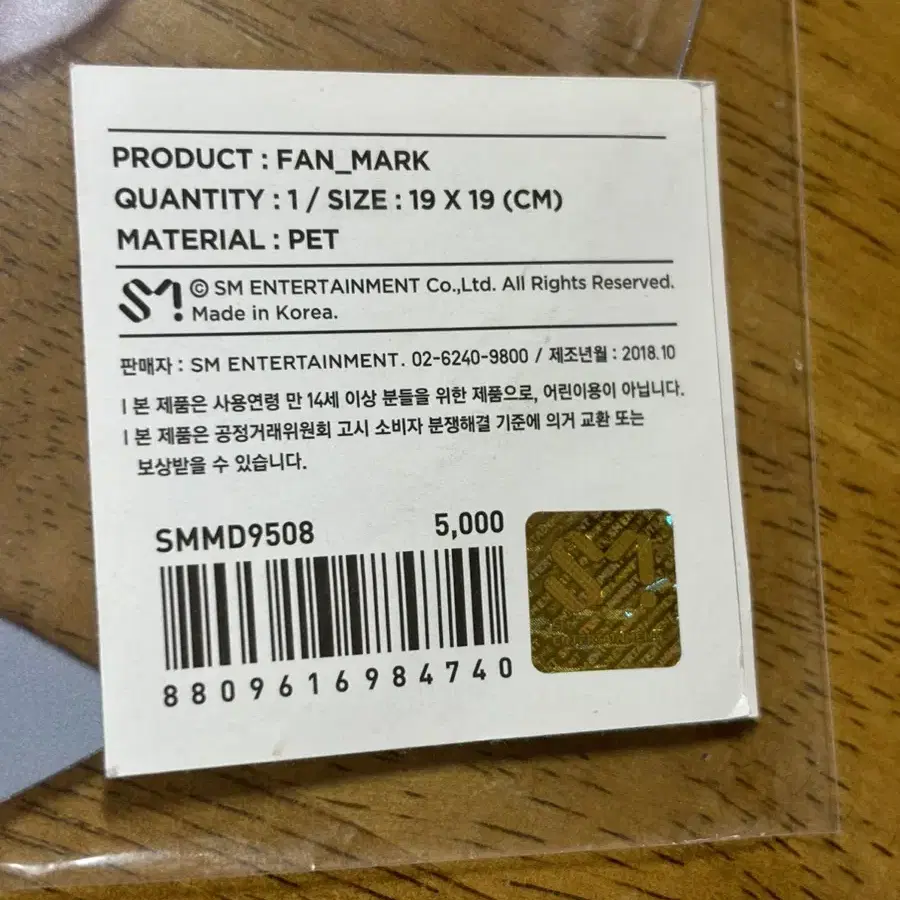 PRODUCT : FAN_MARK
QUANTITY : 1 / SIZE : 19 X 19 (CM)
MATERIAL : PET
SM
© SM ENTERTAINMENT Co.,Ltd. All Rights Reserved.
Made in Korea.
판매자 : SM ENTERTAINMENT. 02-6240-9800 / 제조년월 : 2018.10
| 본 제품은 사용연령 만 14세 이상 분들을 위한 제품으로, 어린이용이 아닙니다.
| 본 제품은 공정거래위원회 고시 소비자 분쟁해결 기준에 의거 교환 또는
보상받을 수 있습니다.
SMMD9508 5,000
8809616984740
SM